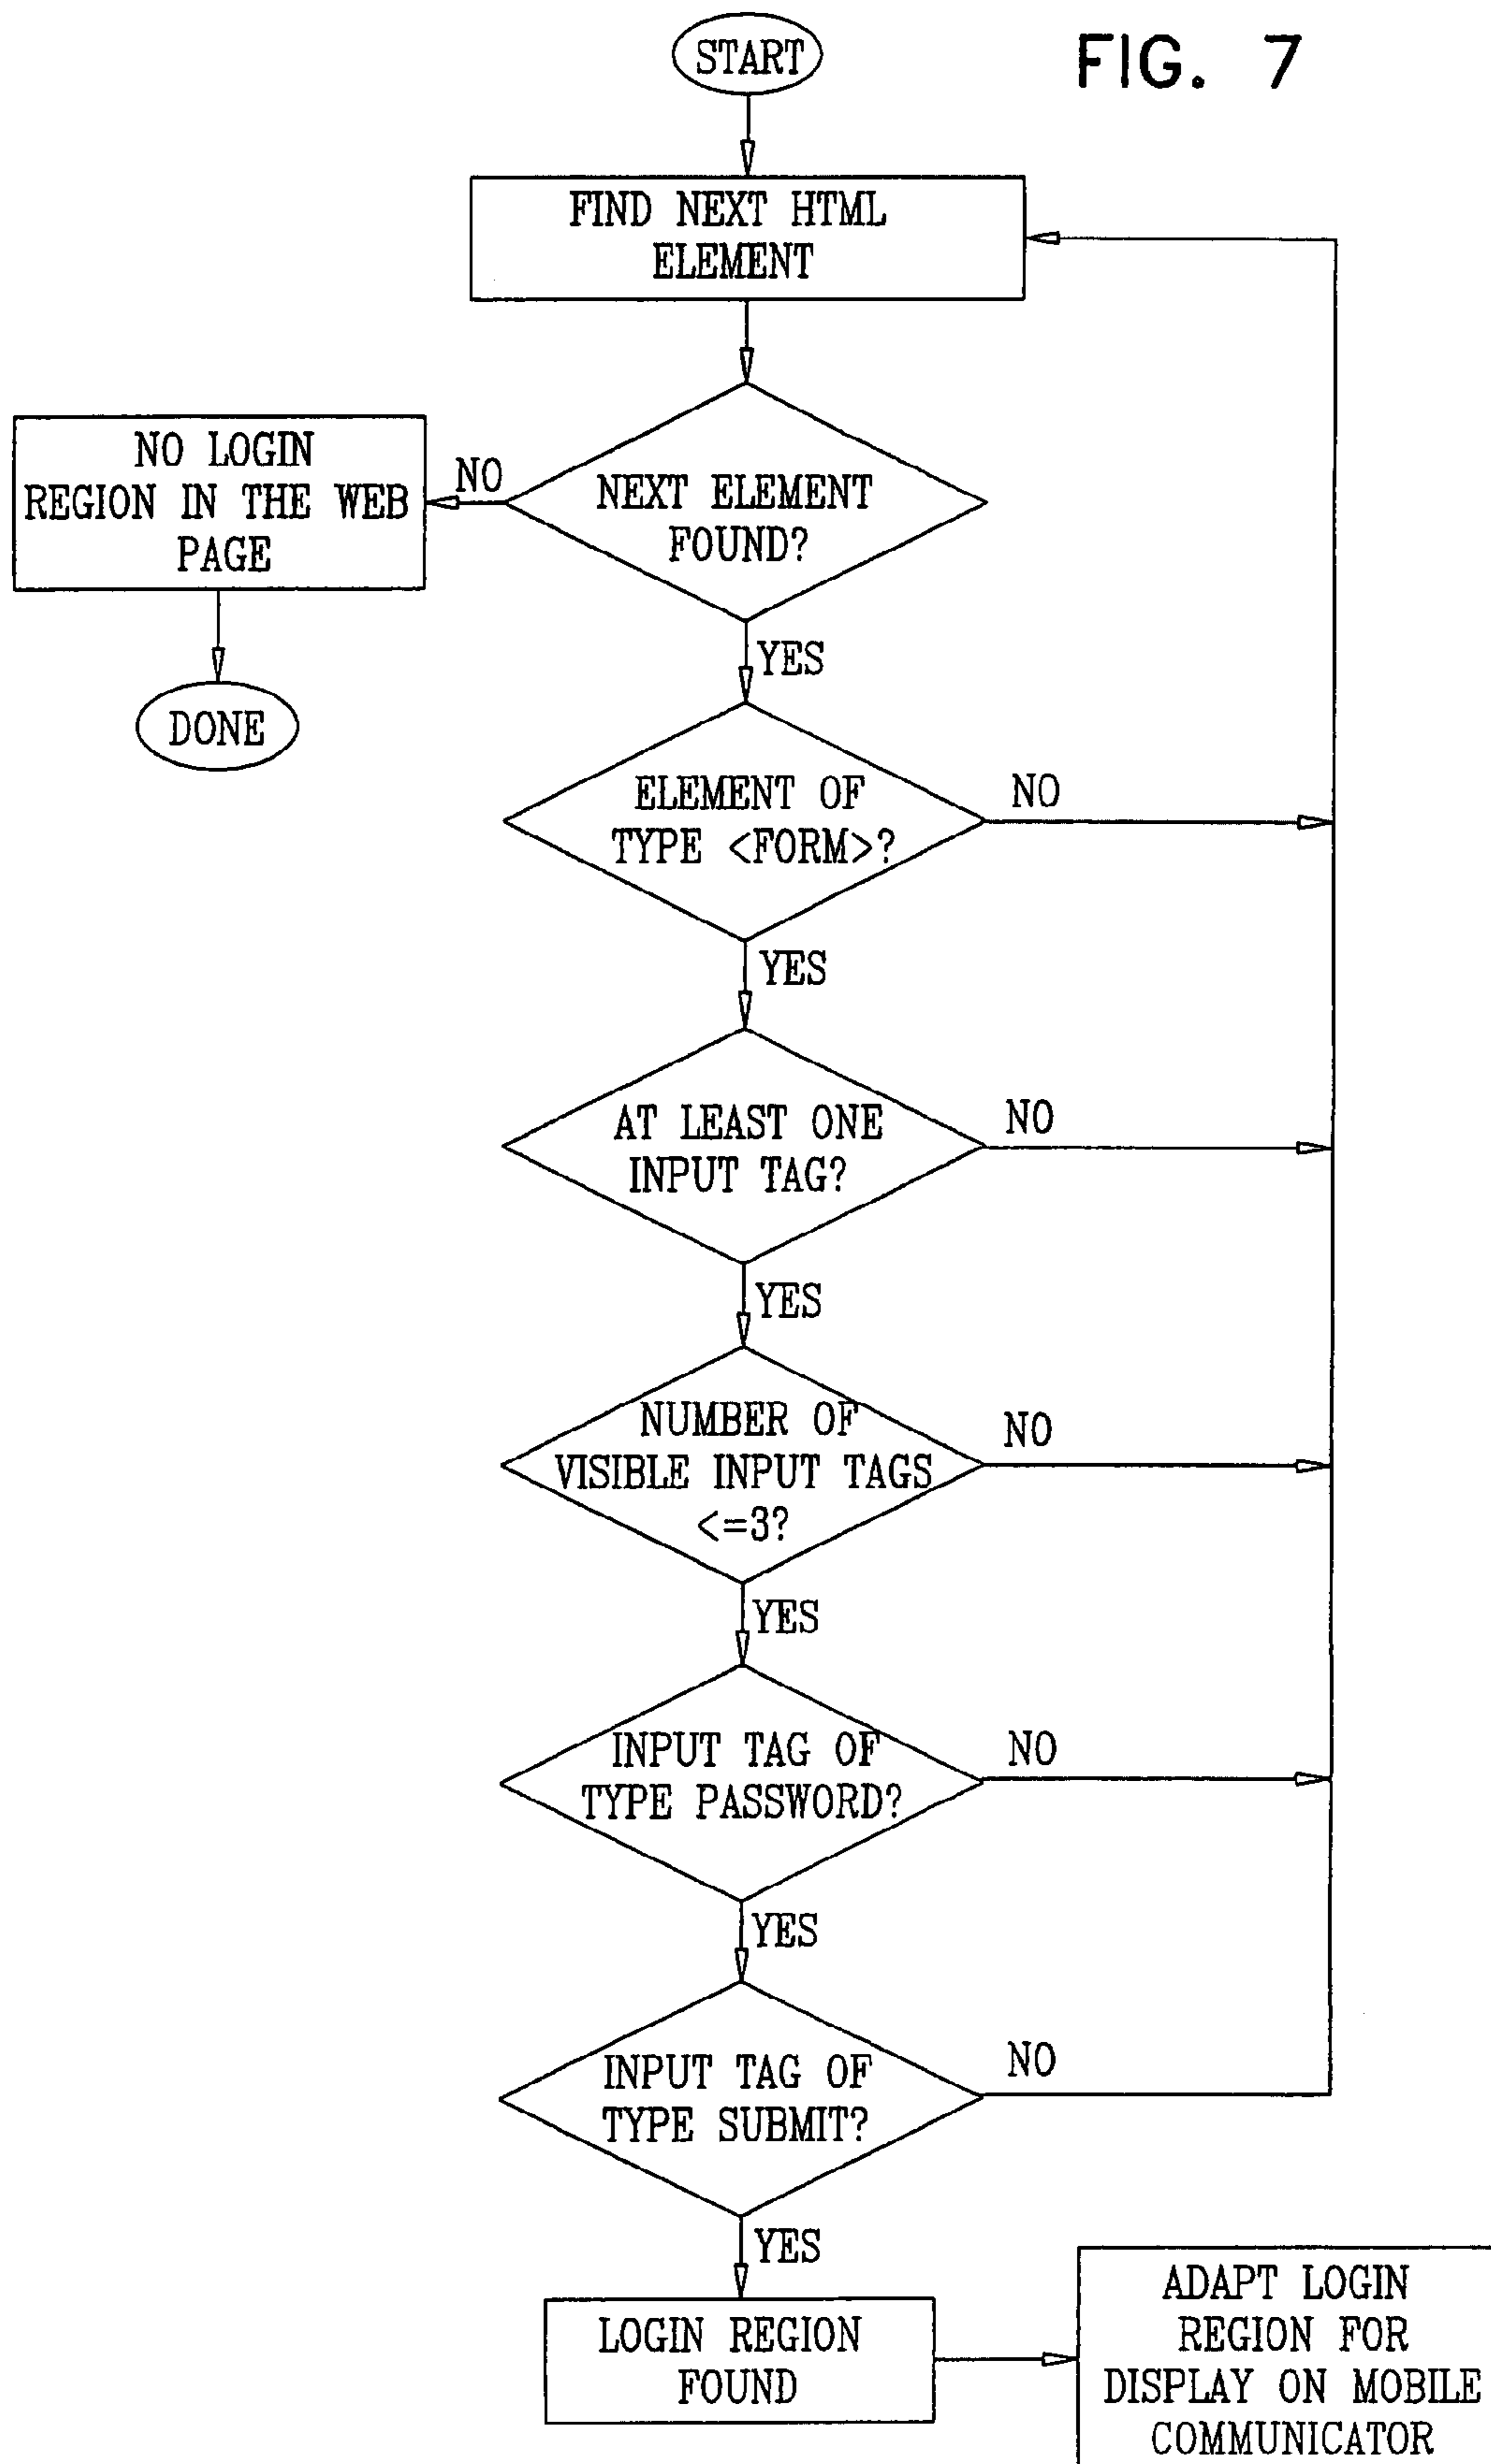 START
FIG. 7
FIND NEXT HTML
ELEMENT
NO LOGIN
REGION IN THE WEB
PAGE
NO
NEXT ELEMENT
FOUND?
YES
DONE
ELEMENT OF
TYPE <FORM>?
NO
YES
AT LEAST ONE
INPUT TAG?
NO
YES
NUMBER OF
VISIBLE INPUT TAGS
<=3?
NO
YES
INPUT TAG OF
TYPE PASSWORD?
NO
YES
INPUT TAG OF
TYPE SUBMIT?
NO
YES
LOGIN REGION
FOUND
ADAPT LOGIN
REGION FOR
DISPLAY ON MOBILE
COMMUNICATOR